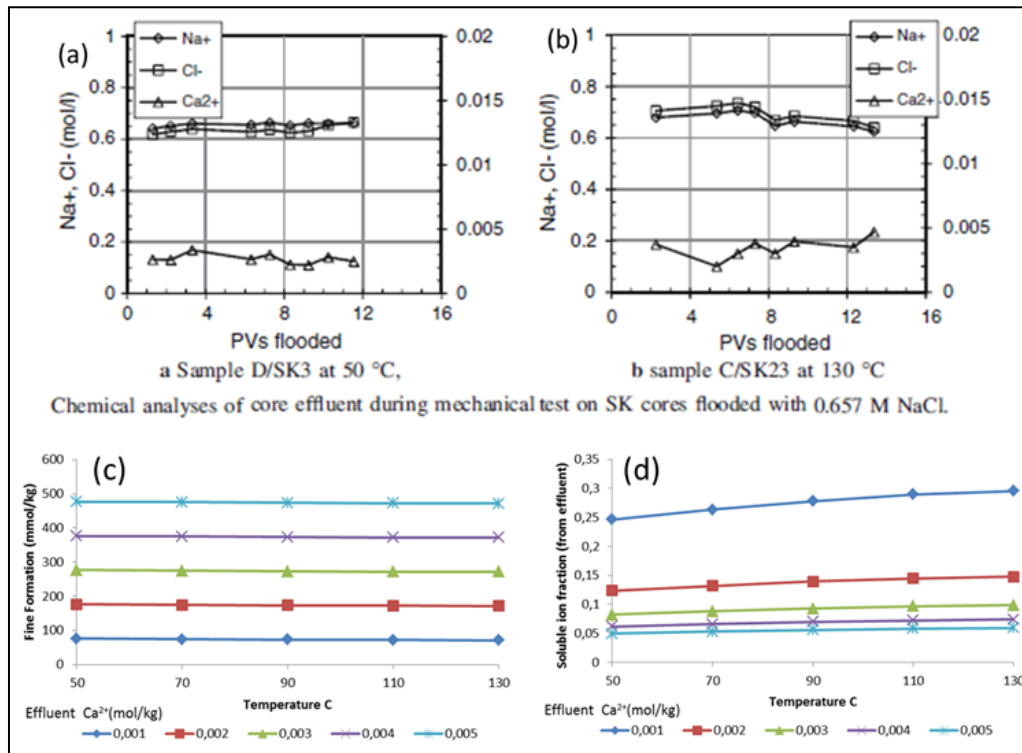 (a)
Na+
Cl-
Ca2+
1
0.8
0.6
0.4
0.2
0
0.02
0.015
0.01
0.005
0
0 4 8 12 16
Na+, Cl- (mol/l)
PVs flooded
a Sample D/SK3 at 50 °C,
(b)
Na+
Cl-
Ca2+
1
0.8
0.6
0.4
0.2
0
0.02
0.015
0.01
0.005
0
0 4 8 12 16
Na+, Cl- (mol/l)
PVs flooded
b sample C/SK23 at 130 °C
Chemical analyses of core effluent during mechanical test on SK cores flooded with 0.657 M NaCl.
(c)
Fine Formation (mmol/kg)
600
500
400
300
200
100
0
50 70 90 110 130
Temperature C
Effluent Ca²⁺(mol/kg)
0,001 0,002 0,003 0,004 0,005
(d)
Soluble ion fraction (from effluent)
0,35
0,3
0,25
0,2
0,15
0,1
0,05
0
50 70 90 110 130
Temperature C
Effluent Ca²⁺(mol/kg)
0,001 0,002 0,003 0,004 0,005